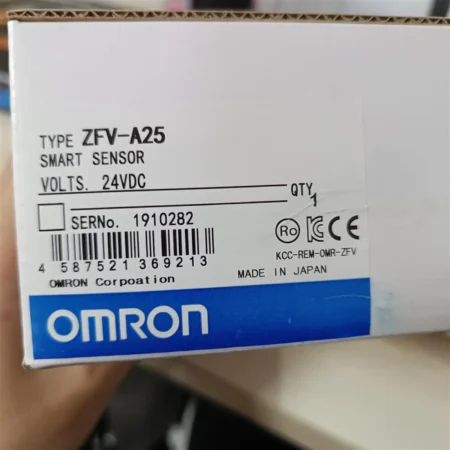 TYPE ZFV-A25
SMART SENSOR
VOLTS. 24VDC
QTY
1
SERNo. 1910282
Ro
CE
4 587521 369213
KCC-REM-OMR-ZFV
OMRON Corpoation
MADE IN JAPAN
OMRON